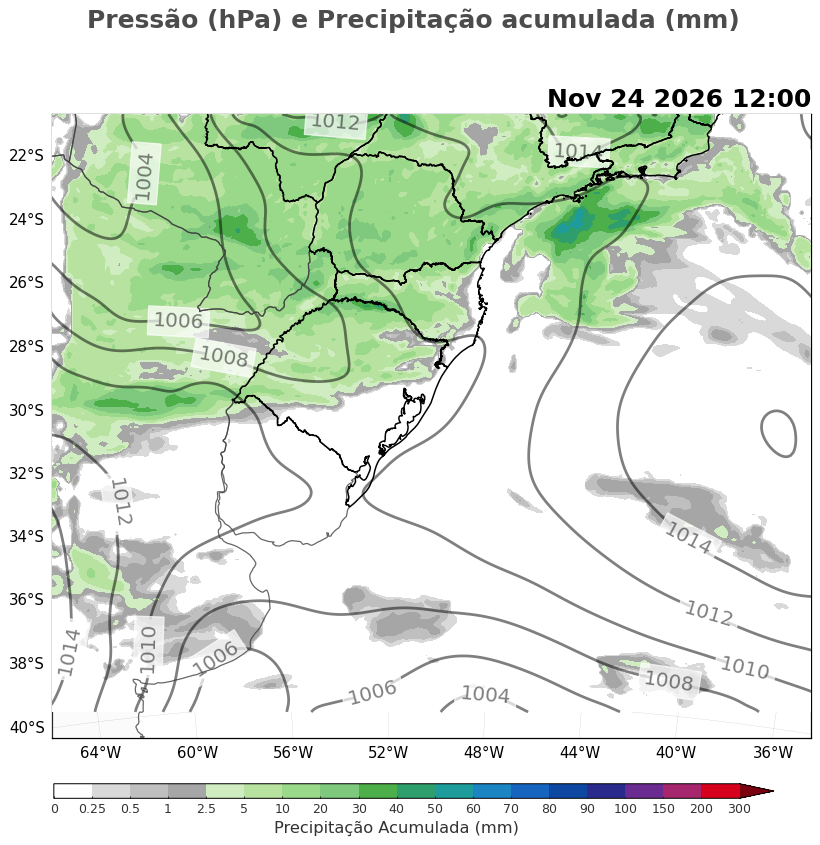 Pressão (hPa) e Precipitação acumulada (mm)
Nov 24 2026 12:00
1012
1014
1004
1006
1008
1012
1014
1012
1010
1008
1014
1010
1006
1006
1004
22°S
24°S
26°S
28°S
30°S
32°S
34°S
36°S
38°S
40°S
64°W 60°W 56°W 52°W 48°W 44°W 40°W 36°W
0 0.25 0.5 1 2.5 5 10 20 30 40 50 60 70 80 90 100 150 200 300
Precipitação Acumulada (mm)